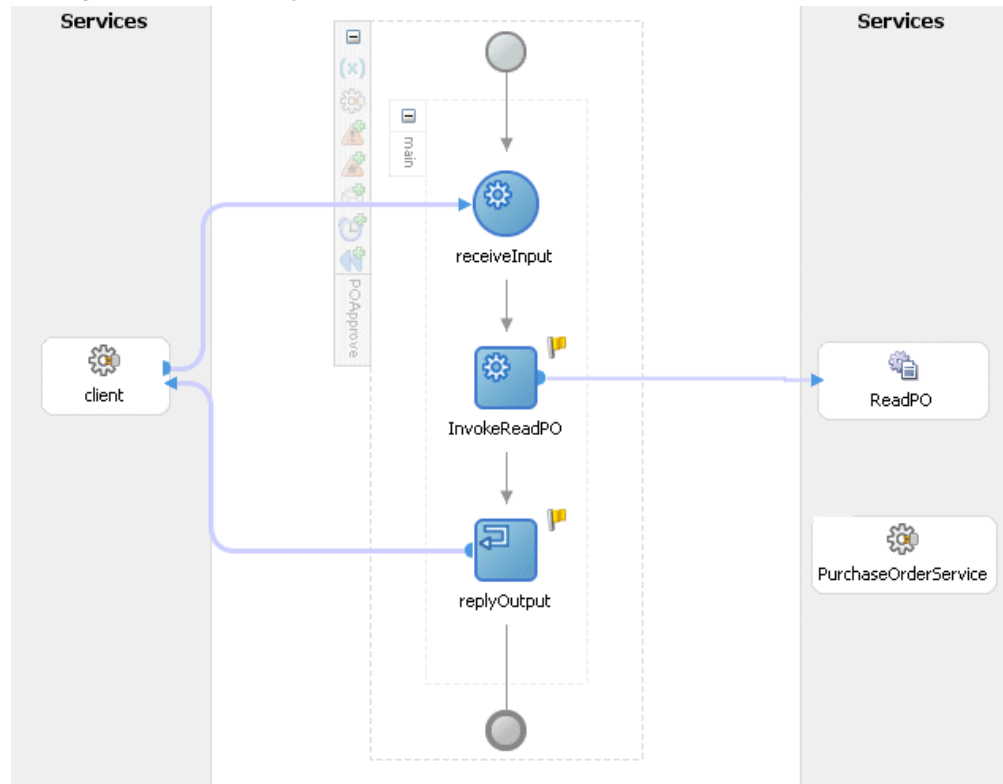 Services
Services
(x)
main
receiveInput
POApprove
client
InvokeReadPO
ReadPO
PurchaseOrderService
replyOutput